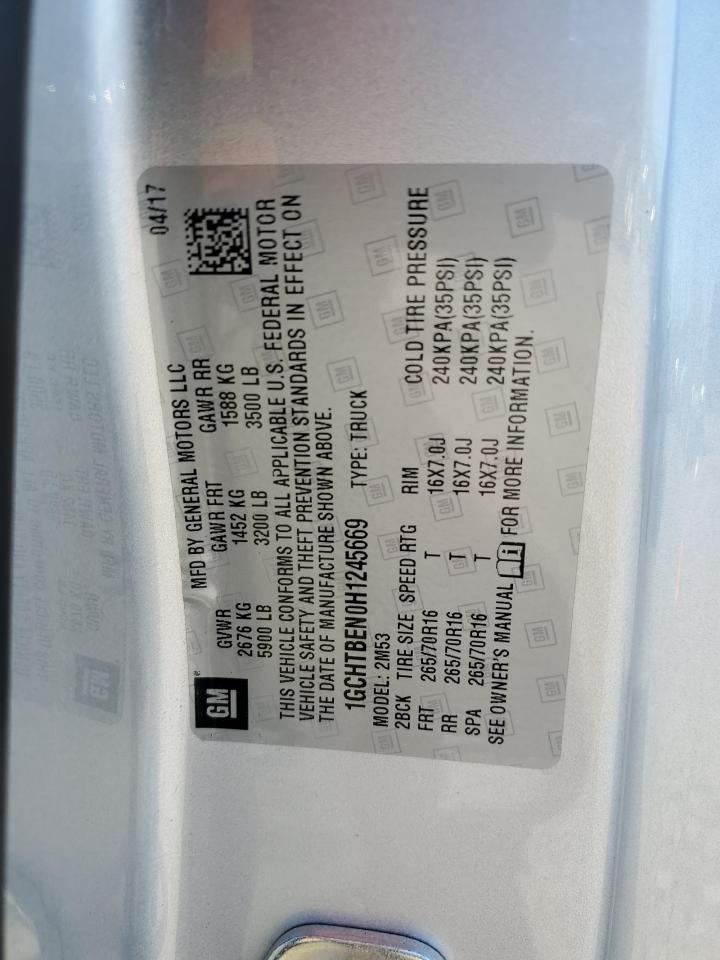 GM
MFD BY GENERAL MOTORS LLC 04/17
GVWR GAWR FRT GAWR RR
2676 KG 1452 KG 1588 KG
5900 LB 3200 LB 3500 LB
THIS VEHICLE CONFORMS TO ALL APPLICABLE U.S. FEDERAL MOTOR
VEHICLE SAFETY AND THEFT PREVENTION STANDARDS IN EFFECT ON
THE DATE OF MANUFACTURE SHOWN ABOVE.
1GCHTBEN0H1245669 TYPE: TRUCK
MODEL: 2M53
2BCK TIRE SIZE SPEED RTG RIM COLD TIRE PRESSURE
FRT 265/70R16 T 16X7.0J 240KPA(35PSI)
RR 265/70R16 T 16X7.0J 240KPA(35PSI)
SPA 265/70R16 T 16X7.0J 240KPA(35PSI)
SEE OWNER'S MANUAL i FOR MORE INFORMATION.